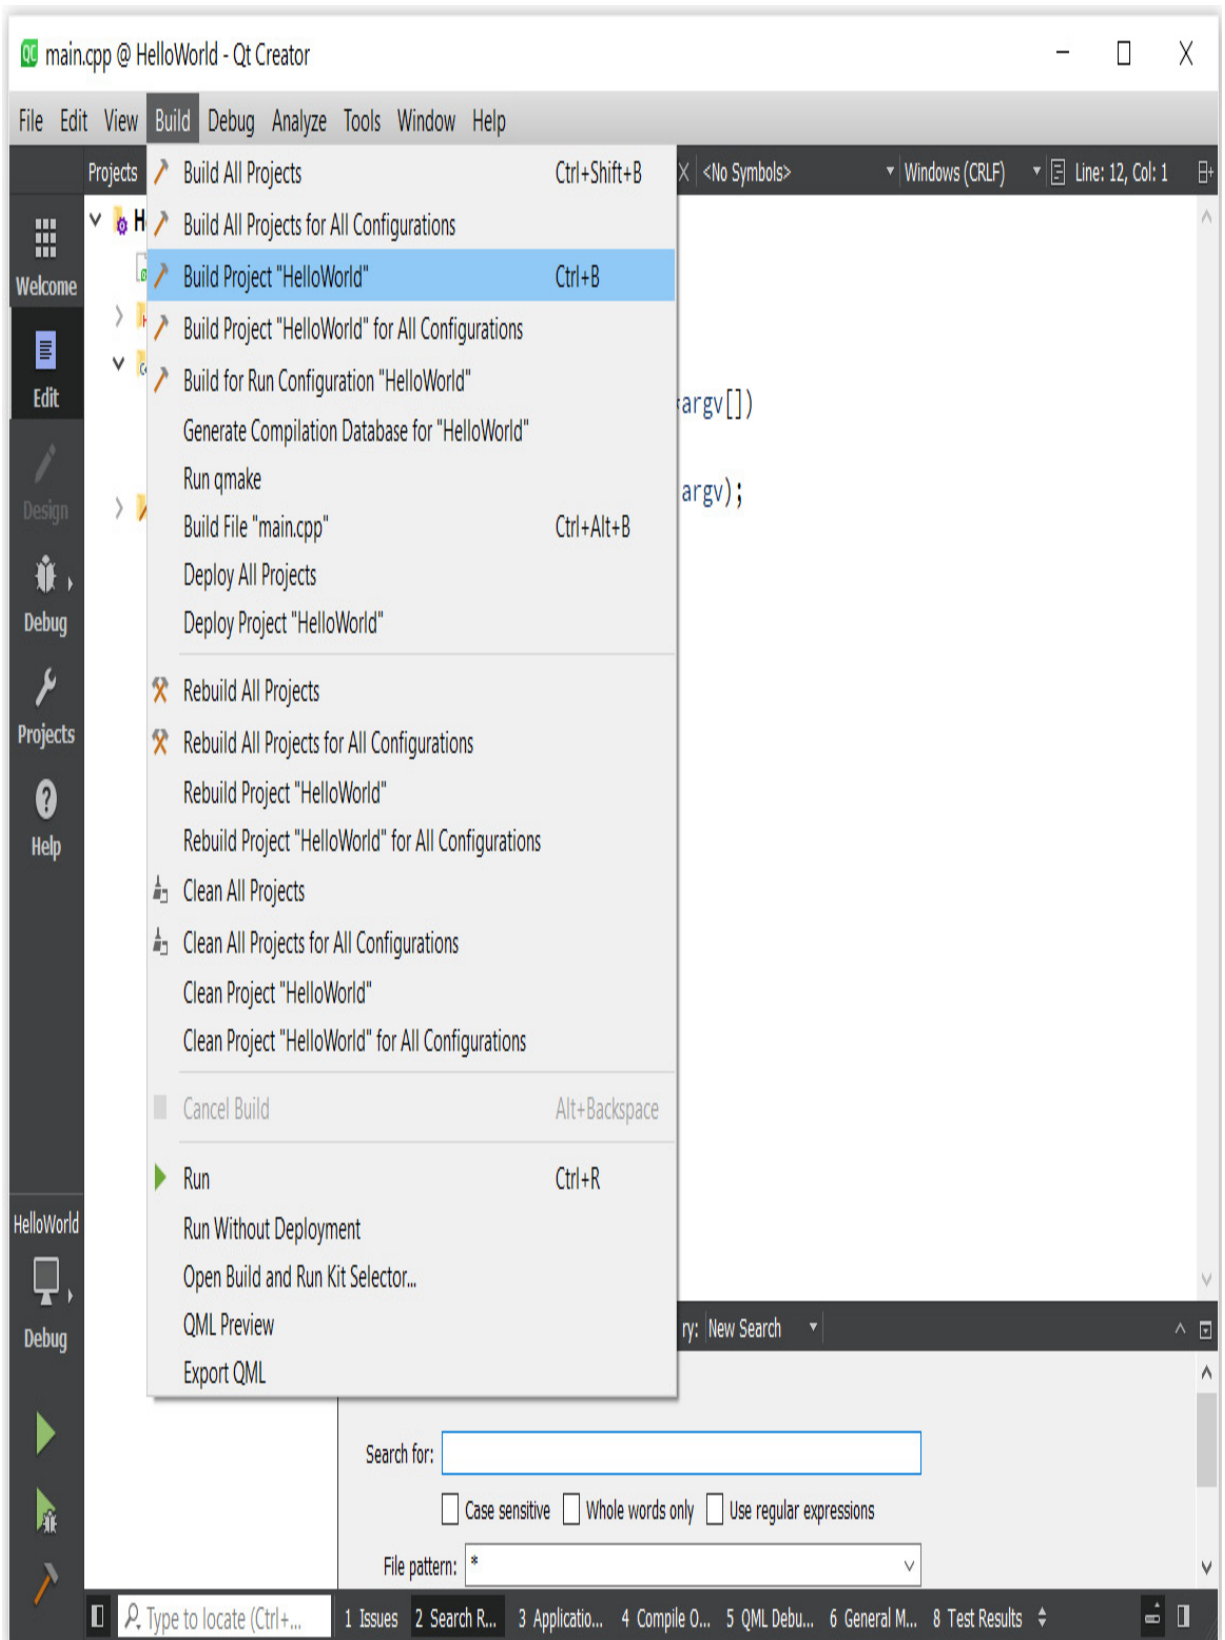 main.cpp @ HelloWorld - Qt Creator
File Edit View Build Debug Analyze Tools Window Help
Projects
<No Symbols>
Windows (CRLF)
Line: 12, Col: 1
Build All Projects Ctrl+Shift+B
Build All Projects for All Configurations
Build Project "HelloWorld" Ctrl+B
Build Project "HelloWorld" for All Configurations
Build for Run Configuration "HelloWorld"
Generate Compilation Database for "HelloWorld"
Run qmake
Build File "main.cpp" Ctrl+Alt+B
Deploy All Projects
Deploy Project "HelloWorld"
Rebuild All Projects
Rebuild All Projects for All Configurations
Rebuild Project "HelloWorld"
Rebuild Project "HelloWorld" for All Configurations
Clean All Projects
Clean All Projects for All Configurations
Clean Project "HelloWorld"
Clean Project "HelloWorld" for All Configurations
Cancel Build Alt+Backspace
Run Ctrl+R
Run Without Deployment
Open Build and Run Kit Selector...
QML Preview
Export QML
argv[])
argv);
Welcome
Edit
Design
Debug
Projects
Help
HelloWorld
Debug
ry: New Search
Search for:
Case sensitive Whole words only Use regular expressions
File pattern: *
Type to locate (Ctrl+...
1 Issues 2 Search R... 3 Applicatio... 4 Compile O... 5 QML Debu... 6 General M... 8 Test Results